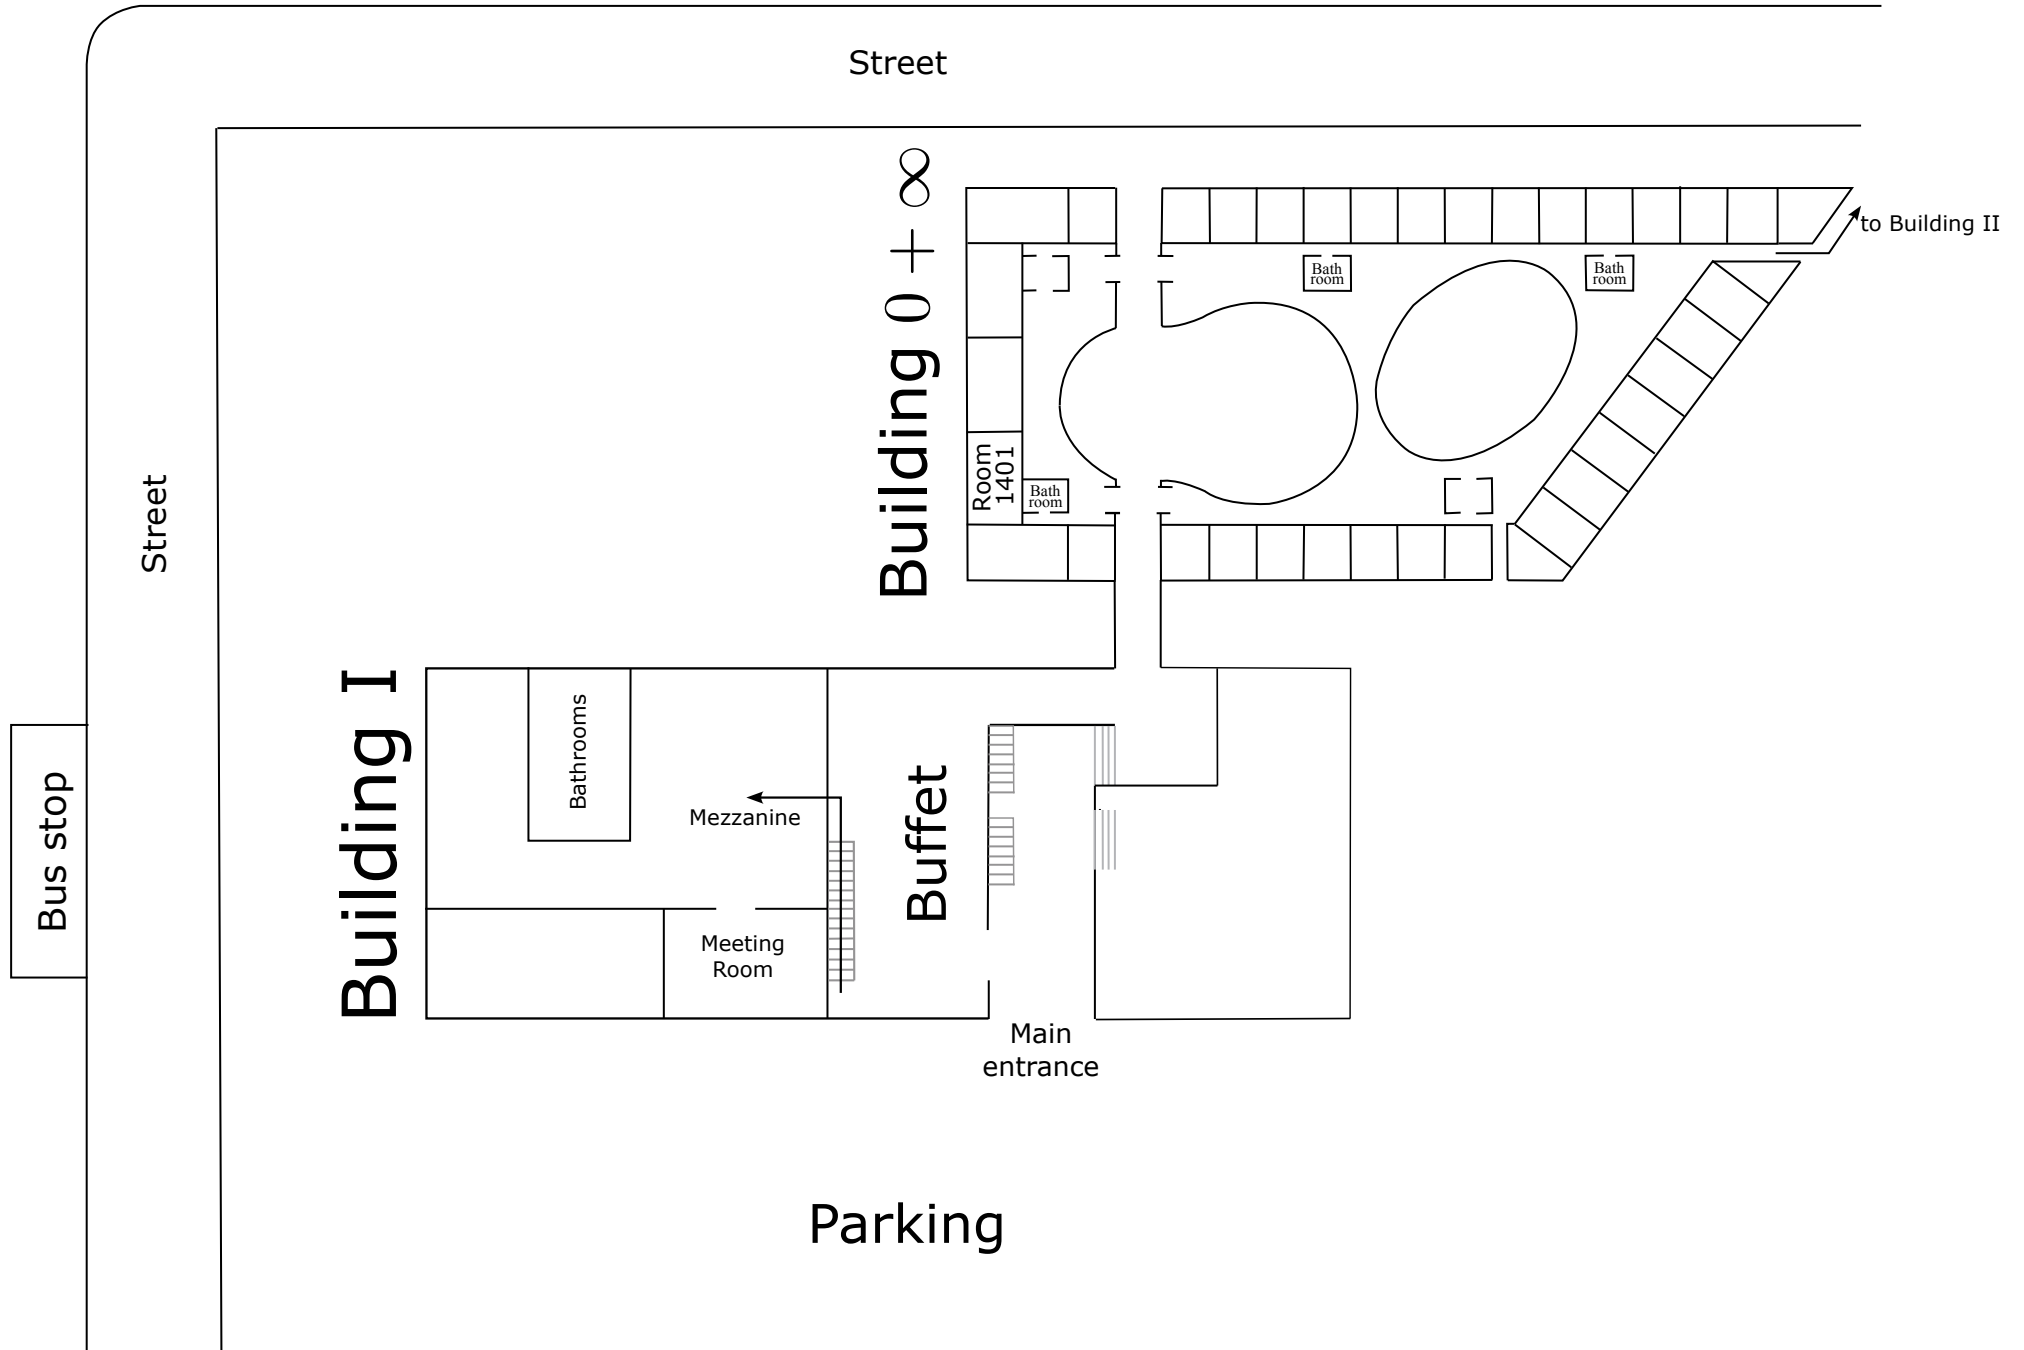 Street
Building 0 + ∞
to Building II
Bath
room
Bath
room
Room
1401
Bath
room
Street
Building I
Bathrooms
Mezzanine
Buffet
Bus stop
Meeting
Room
Main
entrance
Parking